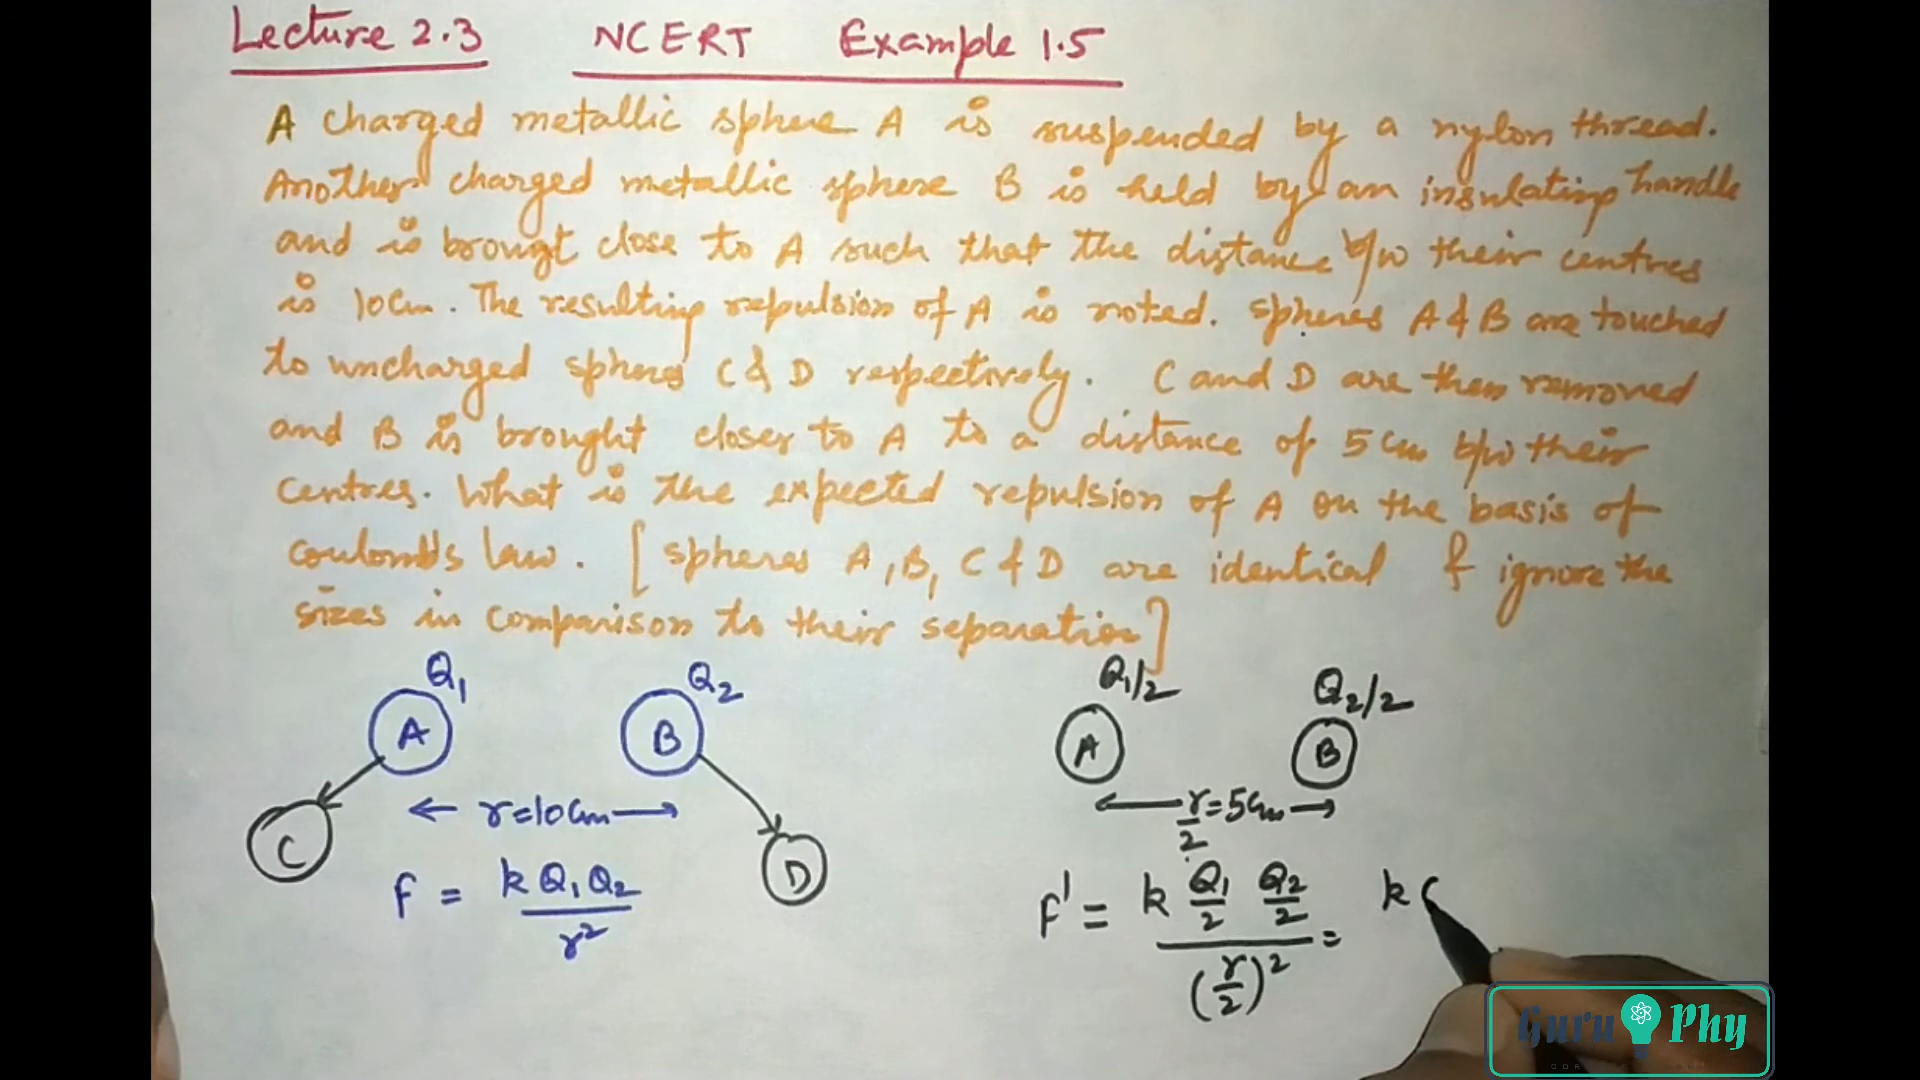 Lecture 2.3 NCERT Example 1.5
A charged metallic sphere A is suspended by a nylon thread.
Another charged metallic sphere B is held by an insulating handle
and is brougt close to A such that the distance b/w their centres
is 10cm. The resulting repulsion of A is noted. spheres A & B are touched
to uncharged spheres C & D respectively. C and D are then removed
and B is brought closer to A to a distance of 5 cm b/w their
centres. What is the expected repulsion of A on the basis of
coulomb's law. [ spheres A, B, C & D are identical & ignore the
sizes in comparison to their separation]
Q₁ Q₂ Q₁/2 Q₂/2
A B A B
r=10cm r/2=5cm
C D
F = kQ₁Q₂/r²
F' = k Q₁/2 Q₂/2 / (r/2)² = k
Guru Phy